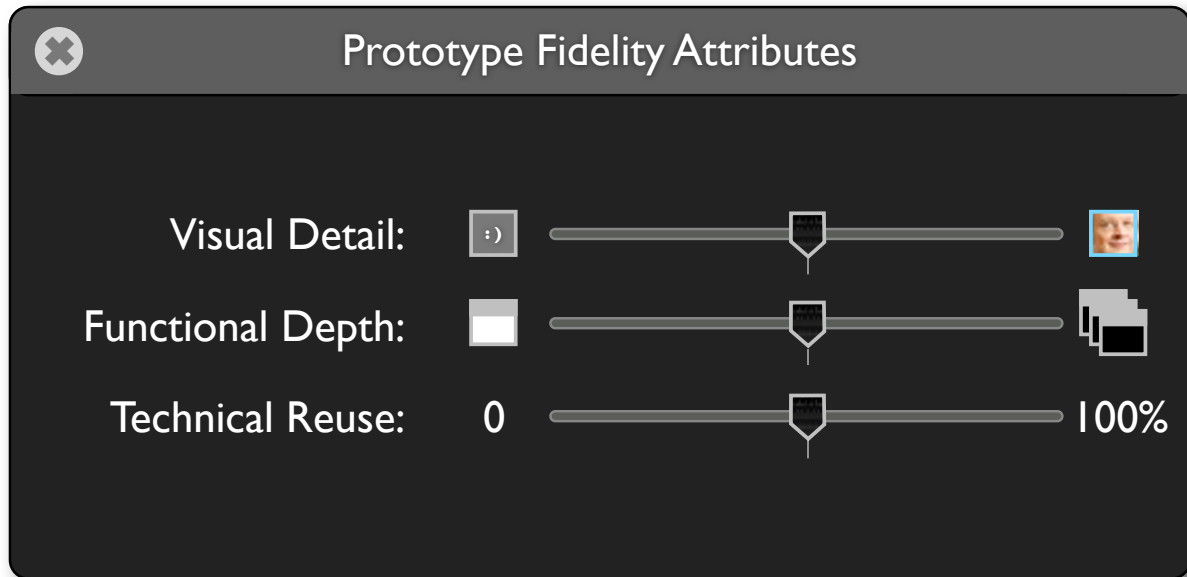 Prototype Fidelity Attributes
Visual Detail: :)
Functional Depth:
Technical Reuse: 0 100%